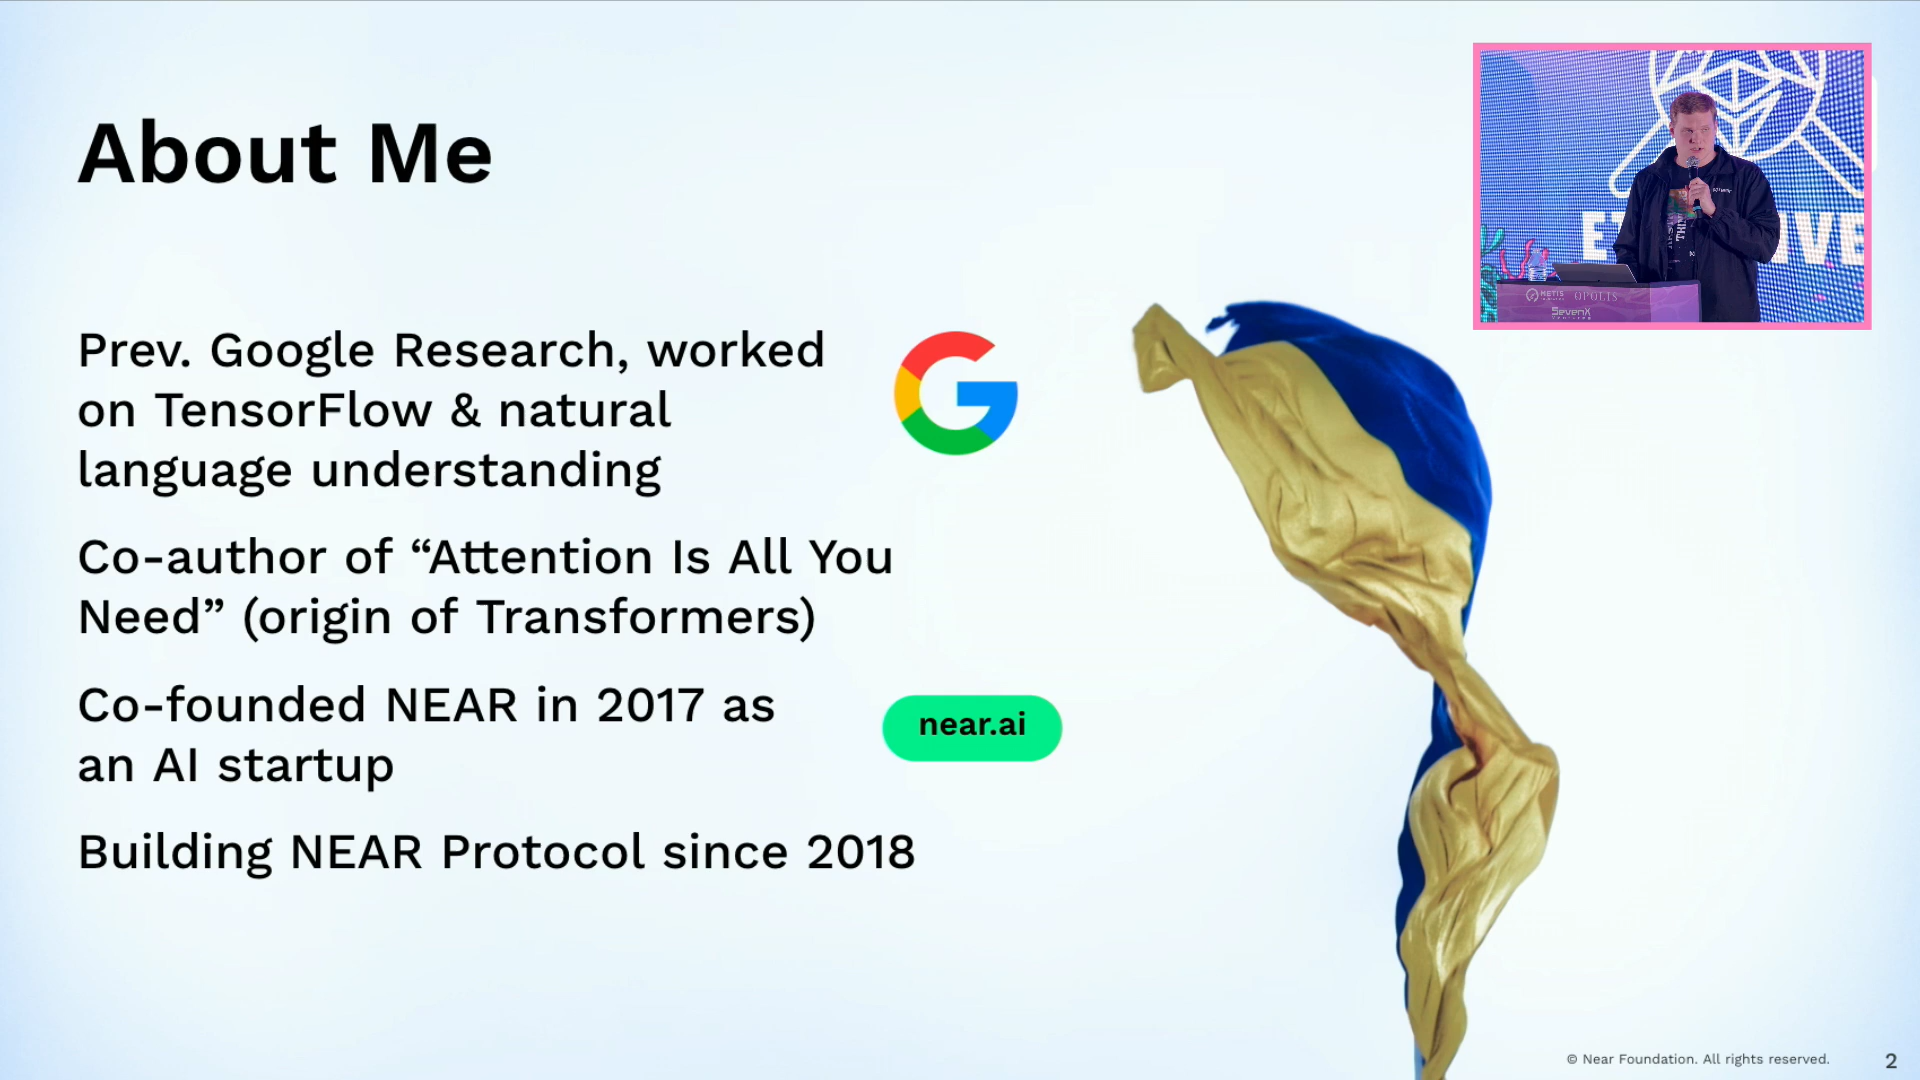 About Me
Prev. Google Research, worked
on TensorFlow & natural
language understanding
Co-author of “Attention Is All You
Need” (origin of Transformers)
Co-founded NEAR in 2017 as
an AI startup
near.ai
Building NEAR Protocol since 2018
METIS OPOLIS
SevenX
© Near Foundation. All rights reserved. 2